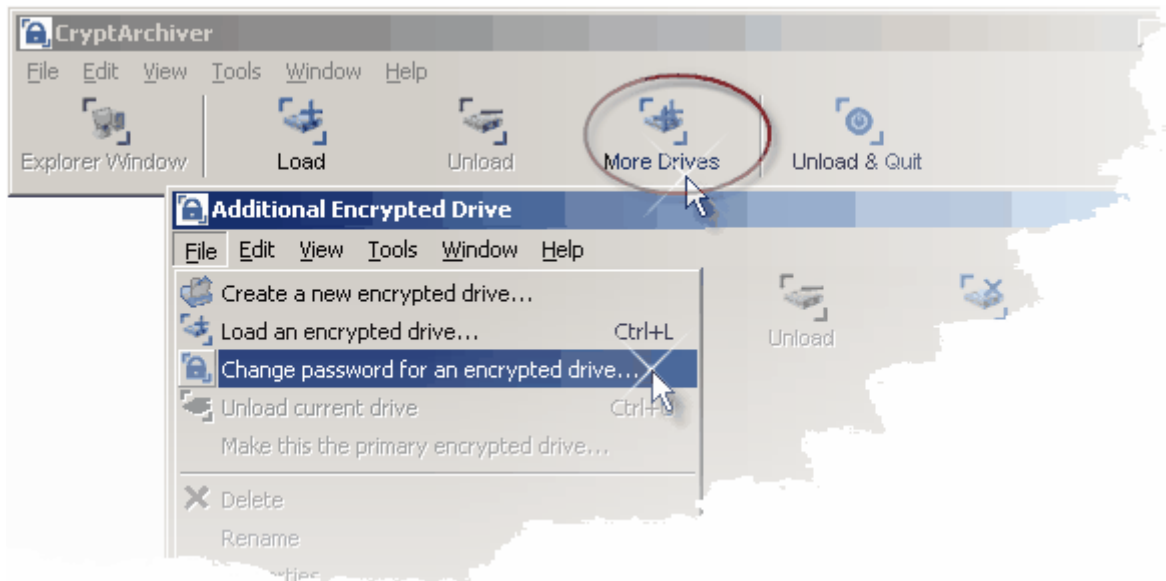 CryptArchiver
File Edit View Tools Window Help
Explorer Window Load Unload More Drives Unload & Quit
Additional Encrypted Drive
File Edit View Tools Window Help
Create a new encrypted drive...
Load an encrypted drive... Ctrl+L
Unload
Change password for an encrypted drive...
Unload current drive
Make this the primary encrypted drive...
Delete
Rename